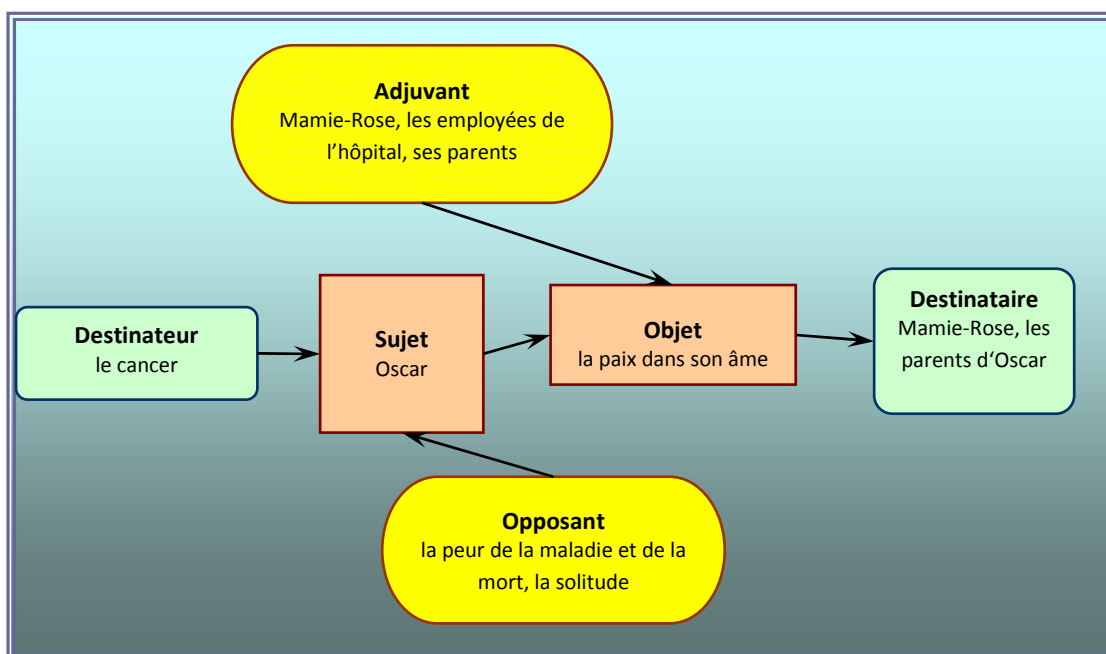 Adjuvant
Mamie-Rose, les employées de
l’hôpital, ses parents
Destinateur
le cancer
Sujet
Oscar
Objet
la paix dans son âme
Destinataire
Mamie-Rose, les
parents d‘Oscar
Opposant
la peur de la maladie et de la
mort, la solitude